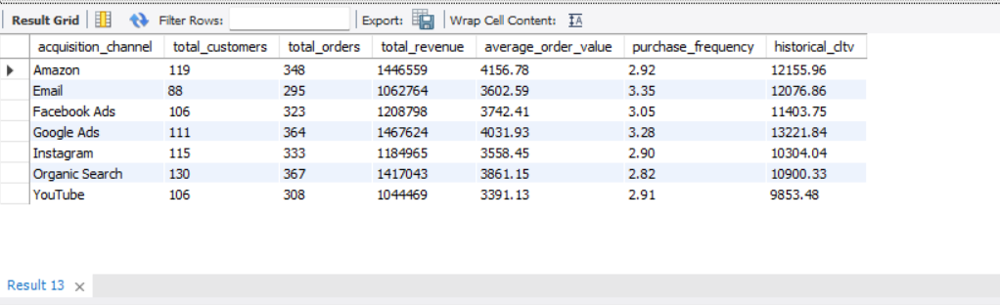 Result Grid Filter Rows: Export: Wrap Cell Content: IA
acquisition_channel total_customers total_orders total_revenue average_order_value purchase_frequency historical_cltv
Amazon 119 348 1446559 4156.78 2.92 12155.96
Email 88 295 1062764 3602.59 3.35 12076.86
Facebook Ads 106 323 1208798 3742.41 3.05 11403.75
Google Ads 111 364 1467624 4031.93 3.28 13221.84
Instagram 115 333 1184965 3558.45 2.90 10304.04
Organic Search 130 367 1417043 3861.15 2.82 10900.33
YouTube 106 308 1044469 3391.13 2.91 9853.48
Result 13